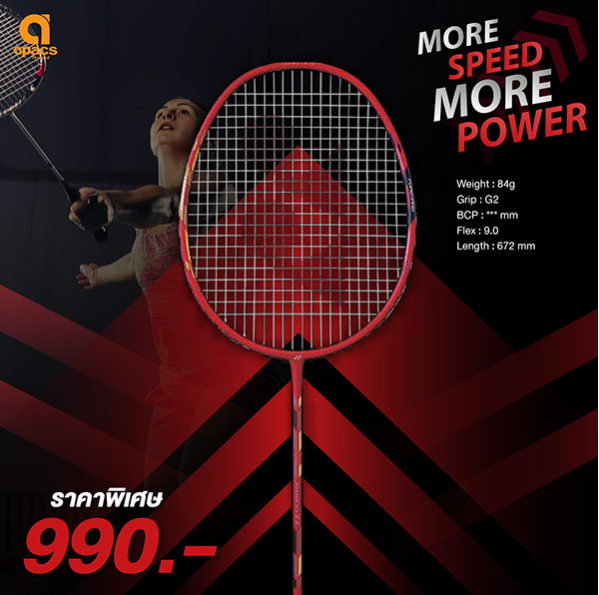 apacs
MORE
SPEED
MORE
POWER
Weight : 84g
Grip : G2
BCP : *** mm
Flex : 9.0
Length : 672 mm
ราคาพิเศษ
990.-